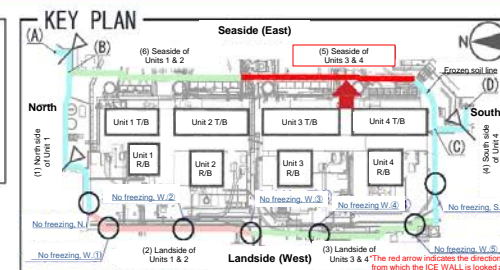 KEY PLAN
Seaside (East)
(A)
(B)
(6) Seaside of
Units 1 & 2
(5) Seaside of
Units 3 & 4
N
Frozen soil line
(D)
North
(1) North side
of Unit 1
Unit 1 T/B
Unit 2 T/B
Unit 3 T/B
Unit 4 T/B
South
(4) South side
of Unit 4
(C)
Unit 1
R/B
Unit 2
R/B
Unit 3
R/B
Unit 4
R/B
No freezing, W.②
No freezing, W.③
No freezing W.④
No freezing, S.
No freezing, N.
No freezing, W.①
(2) Landside of
Units 1 & 2
Landside (West)
(3) Landside of
Units 3 & 4
No freezing, W.⑤
*The red arrow indicates the direction
from which the ICE WALL is looked